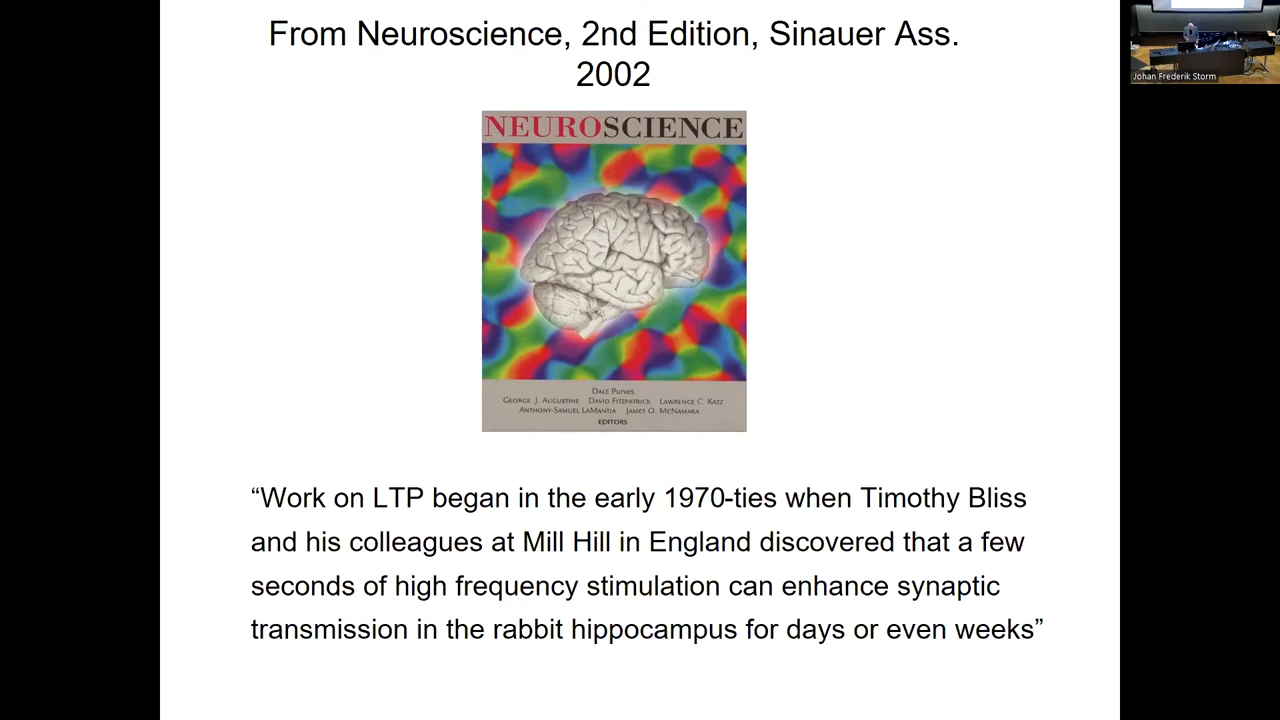 From Neuroscience, 2nd Edition, Sinauer Ass.
2002
NEUROSCIENCE
DALE PURVES
GEORGE J. AUGUSTINE DAVID FITZPATRICK LAWRENCE C. KATZ
ANTHONY-SAMUEL LAMANTIA JAMES O. MCNAMARA
EDITORS
“Work on LTP began in the early 1970-ties when Timothy Bliss
and his colleagues at Mill Hill in England discovered that a few
seconds of high frequency stimulation can enhance synaptic
transmission in the rabbit hippocampus for days or even weeks”
Johan Frederik Storm